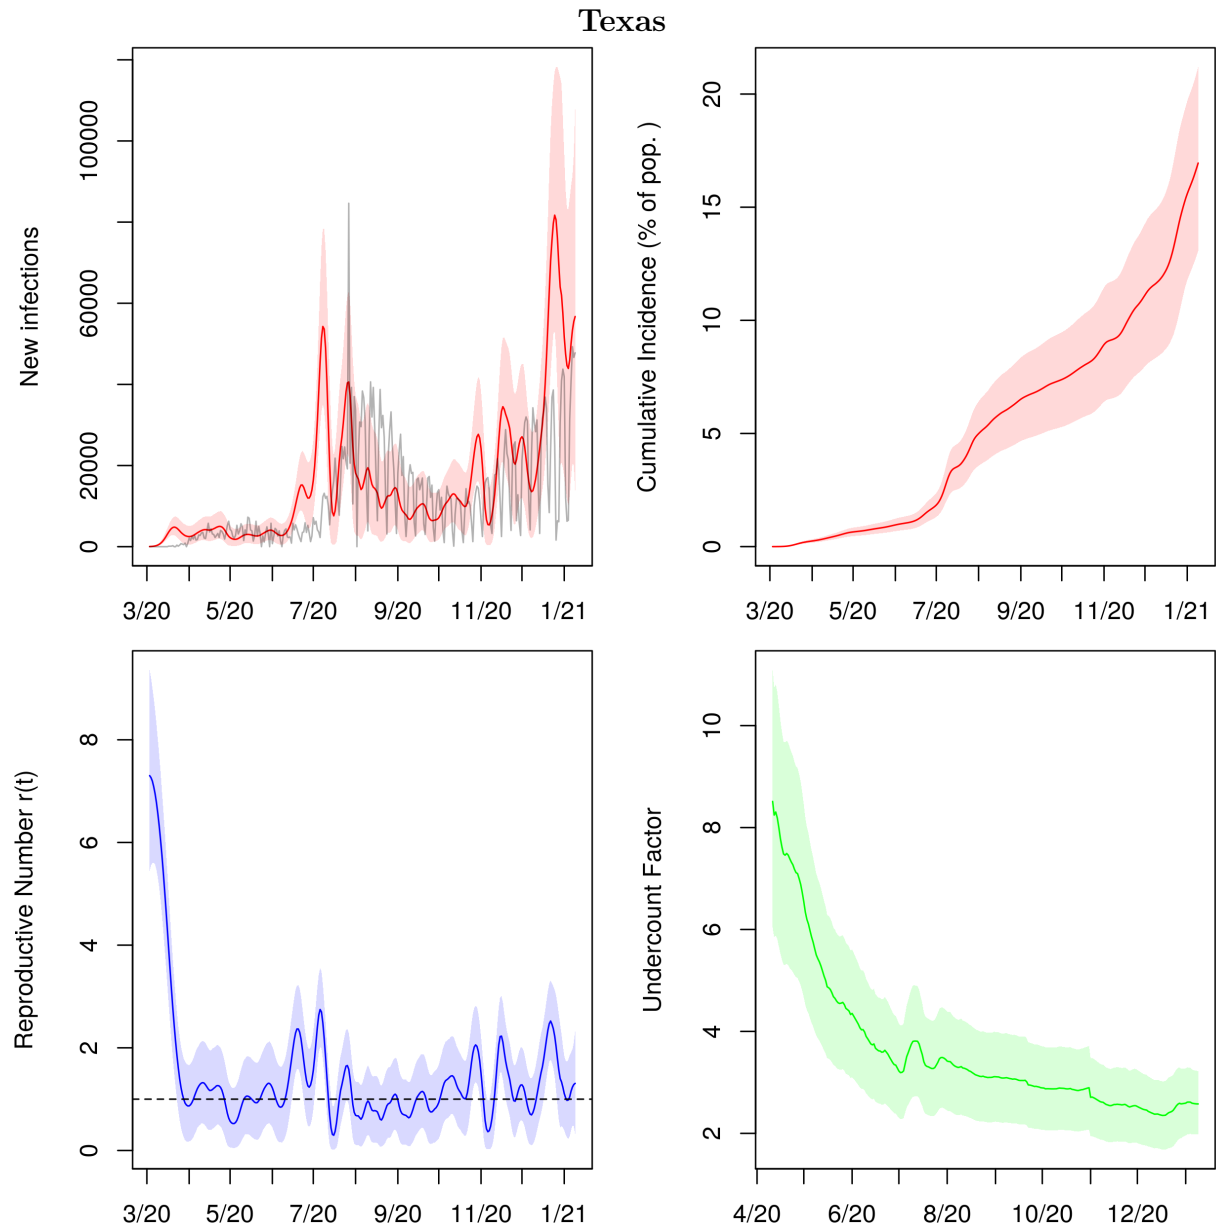 Texas
New infections
0
20000
60000
100000
3/20 5/20 7/20 9/20 11/20 1/21
Cumulative Incidence (% of pop. )
0
5
10
15
20
3/20 5/20 7/20 9/20 11/20 1/21
Reproductive Number r(t)
0
2
4
6
8
3/20 5/20 7/20 9/20 11/20 1/21
Undercount Factor
2
4
6
8
10
4/20 6/20 8/20 10/20 12/20